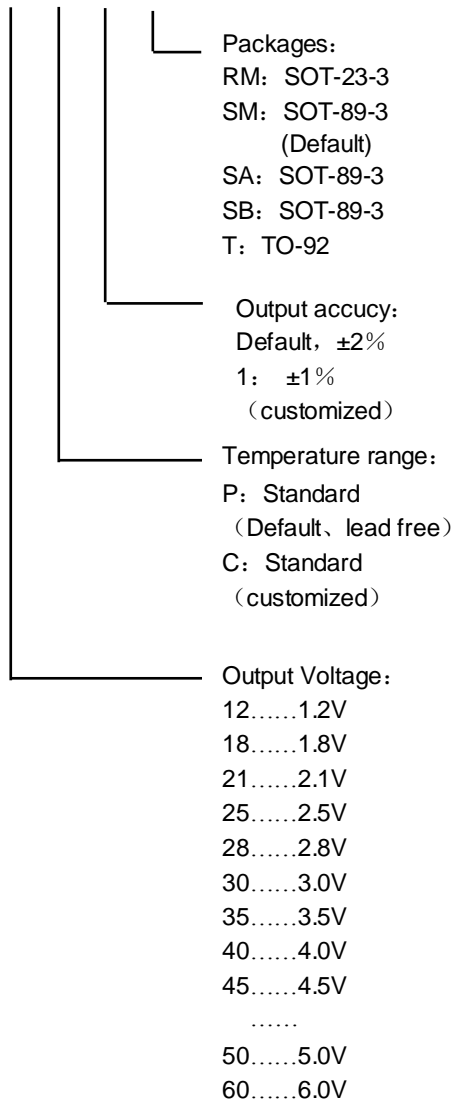 Packages：
RM：SOT-23-3
SM：SOT-89-3
(Default)
SA：SOT-89-3
SB：SOT-89-3
T：TO-92
Output accucy：
Default，±2％
1： ±1％
（customized）
Temperature range：
P：Standard
（Default、lead free）
C：Standard
（customized）
Output Voltage：
12……1.2V
18……1.8V
21……2.1V
25……2.5V
28……2.8V
30……3.0V
35……3.5V
40……4.0V
45……4.5V
……
50……5.0V
60……6.0V